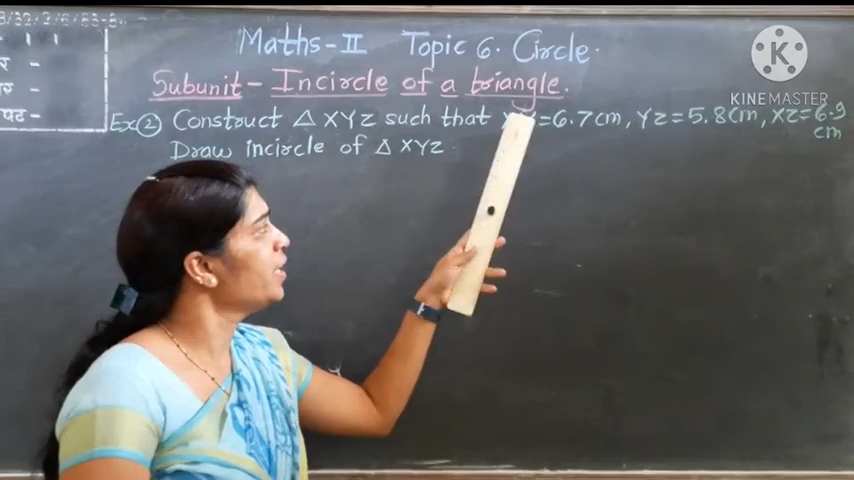 Maths-II Topic 6. Circle.
Subunit - Incircle of a triangle.
Ex② Construct △ XYZ such that = 6.7cm, YZ = 5.8cm, XZ = 6.9
cm
Draw incircle of △ XYZ
K
KINEMASTER